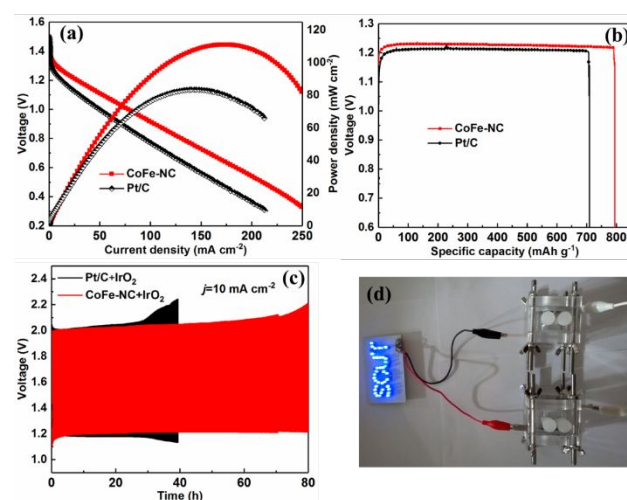 (a)
1.6
1.4
1.2
1.0
0.8
0.6
0.4
0.2
Voltage (V)
120
100
80
60
40
20
0
Power density (mW cm⁻²)
CoFe-NC
Pt/C
0 50 100 150 200 250
Current density (mA cm⁻²)
(b)
1.3
1.2
1.1
1.0
0.9
0.8
0.7
0.6
Voltage (V)
CoFe-NC
Pt/C
0 100 200 300 400 500 600 700 800
Specific capacity (mAh g⁻¹)
(c)
2.4
2.2
2.0
1.8
1.6
1.4
1.2
1.0
Voltage (V)
Pt/C+IrO₂
CoFe-NC+IrO₂
j=10 mA cm⁻²
0 20 40 60 80
Time (h)
(d)
SCUT